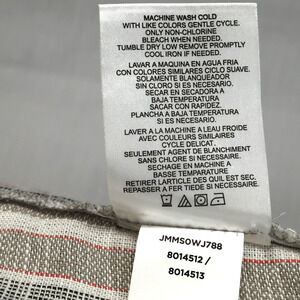 MACHINE WASH COLD
WITH LIKE COLORS GENTLE CYCLE.
ONLY NON-CHLORINE
BLEACH WHEN NEEDED.
TUMBLE DRY LOW REMOVE PROMPTLY
COOL IRON IF NEEDED.
LAVAR A MAQUINA EN AGUA FRIA
CON COLORES SIMILARES CICLO SUAVE.
SOLAMENTE BLANQUEADOR
SIN CLORO SI ES NECESARIO.
SECAR EN SECADORA A
BAJA TEMPERATURA
SACAR CON RAPIDEZ.
PLANCHA A BAJA TEMPERATURA
SI ES NECESARIO.
LAVER A LA MACHINE A L'EAU FROIDE
AVEC COULEURS SIMILAIRES
CYCLE DELICAT.
SEULEMENT AGENT DE BLANCHIMENT
SANS CHLORE SI NECESSAIRE.
SECHAGE EN MACHINE A
BASSE TEMPERATURE
RETIRER L'ARTICLE DES QU'IL EST SEC.
REPASSER A FER TIEDE SI NECESSAIRE.
JMMS0WJ788
8014512 /
8014513